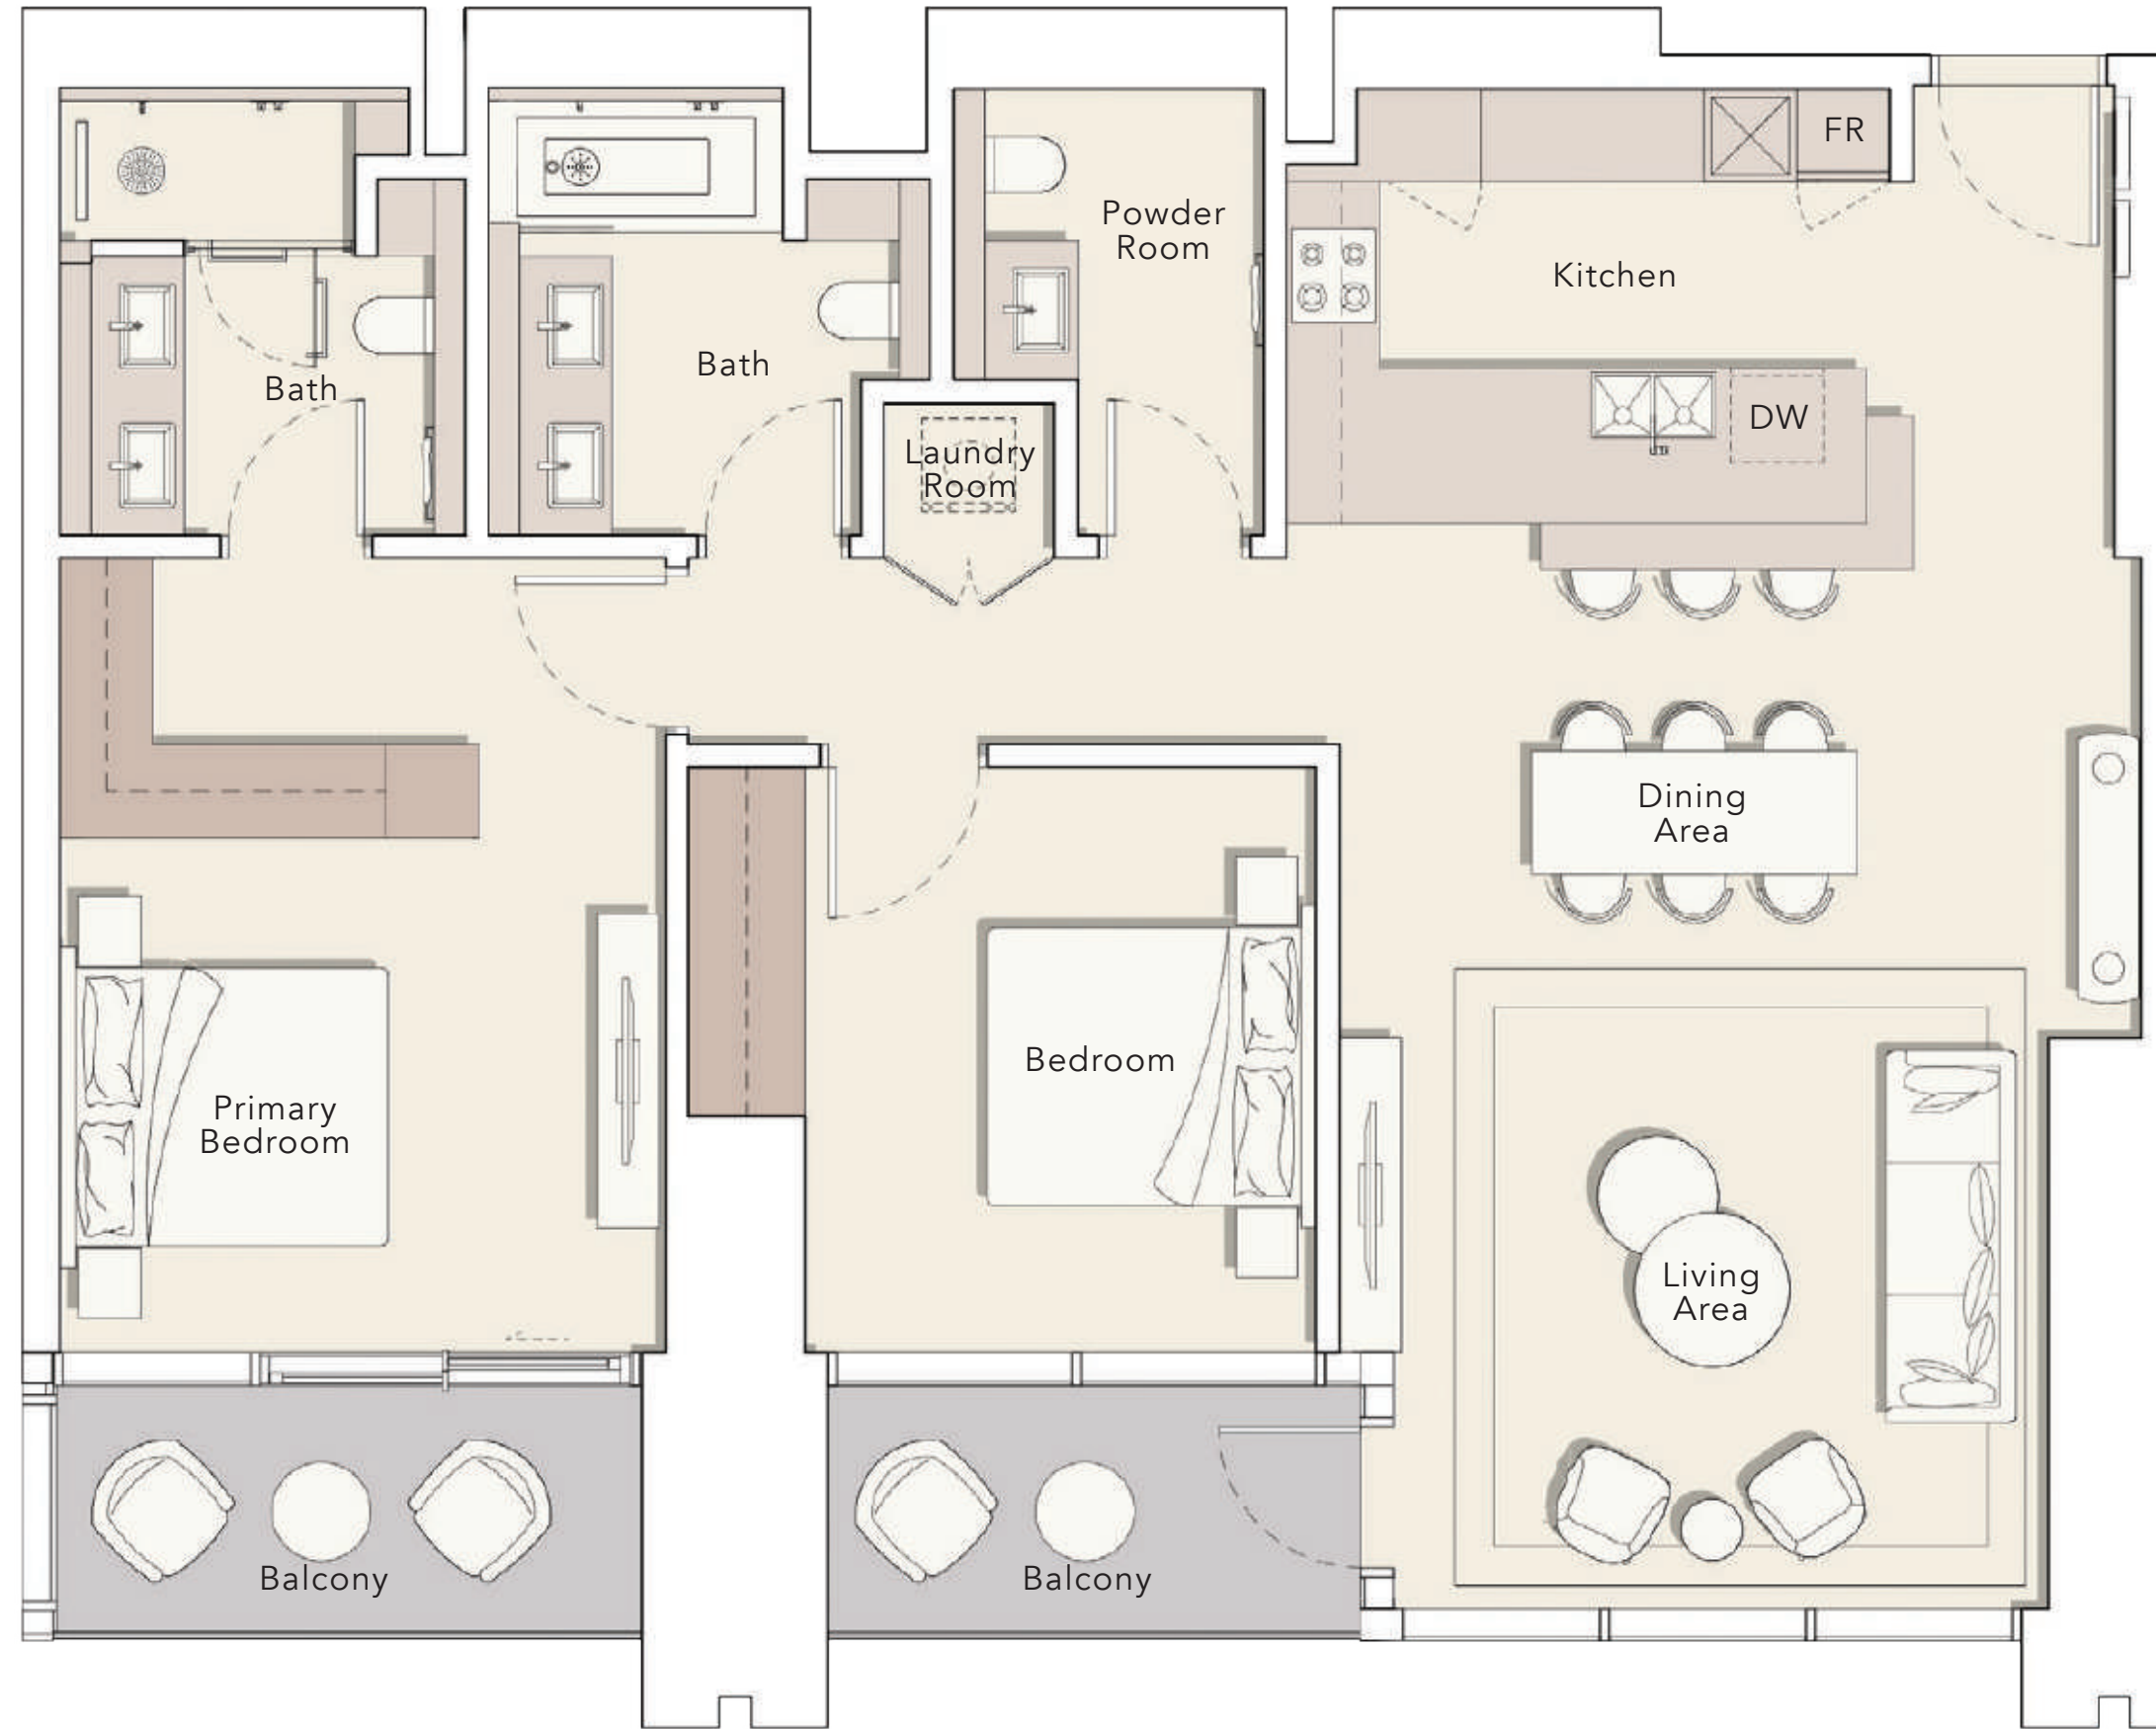 FR
Powder
Room
Kitchen
Bath
Bath
DW
Laundry
Room
Dining
Area
Bedroom
Primary
Bedroom
Living
Area
Balcony
Balcony